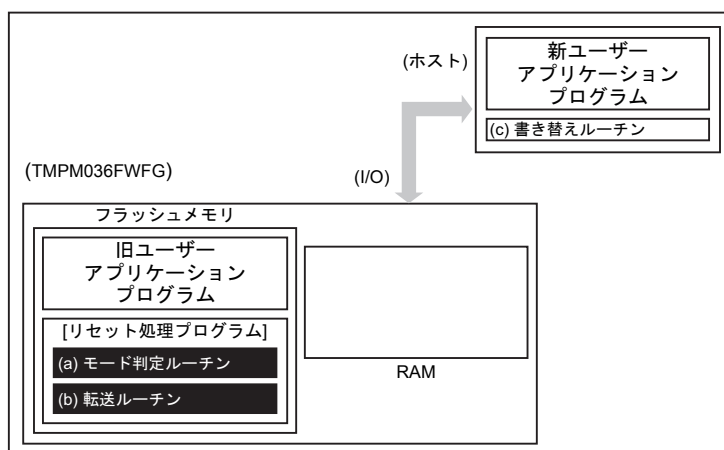 (ホスト)
新ユーザー
アプリケーション
プログラム
(c) 書き替えルーチン
(TMPM036FWFG)
(I/O)
フラッシュメモリ
旧ユーザー
アプリケーション
プログラム
[リセット処理プログラム]
(a) モード判定ルーチン
(b) 転送ルーチン
RAM